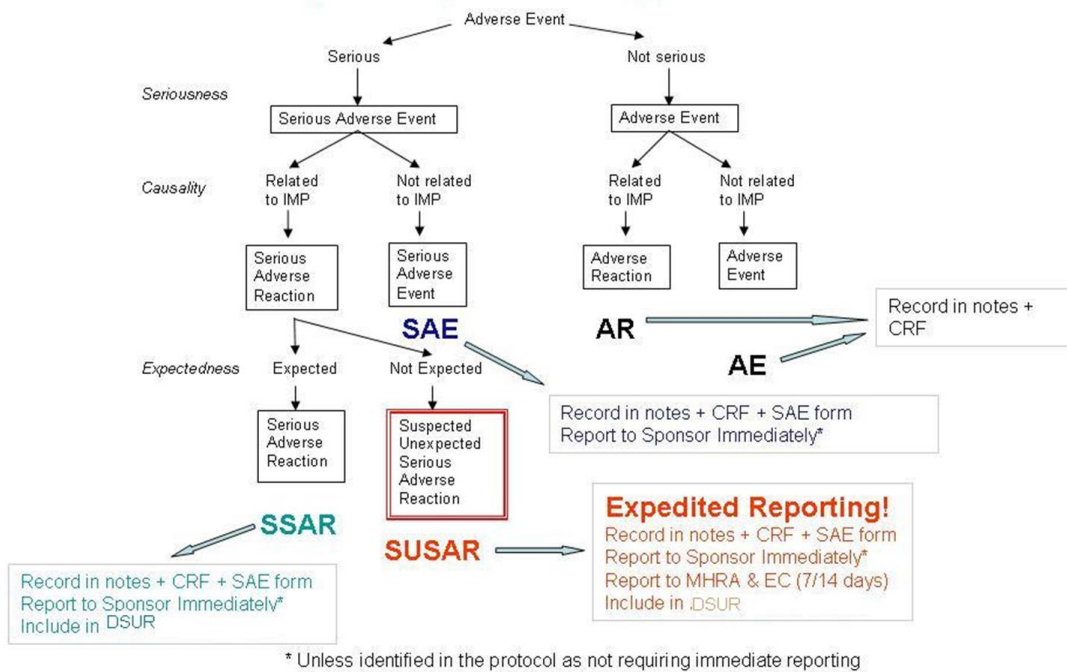 Adverse Event
Serious
Not serious
Seriousness
Serious Adverse Event
Adverse Event
Causality
Related
to IMP
Not related
to IMP
Related
to IMP
Not related
to IMP
Serious
Adverse
Reaction
Serious
Adverse
Event
Adverse
Reaction
Adverse
Event
SAE
AR
AE
Record in notes +
CRF
Expectedness
Expected
Not Expected
Record in notes + CRF + SAE form
Report to Sponsor Immediately*
Serious
Adverse
Reaction
Suspected
Unexpected
Serious
Adverse
Reaction
SSAR
SUSAR
Expedited Reporting!
Record in notes + CRF + SAE form
Report to Sponsor Immediately*
Report to MHRA & EC (7/14 days)
Include in .DSUR
Record in notes + CRF + SAE form
Report to Sponsor Immediately*
Include in DSUR
* Unless identified in the protocol as not requiring immediate reporting